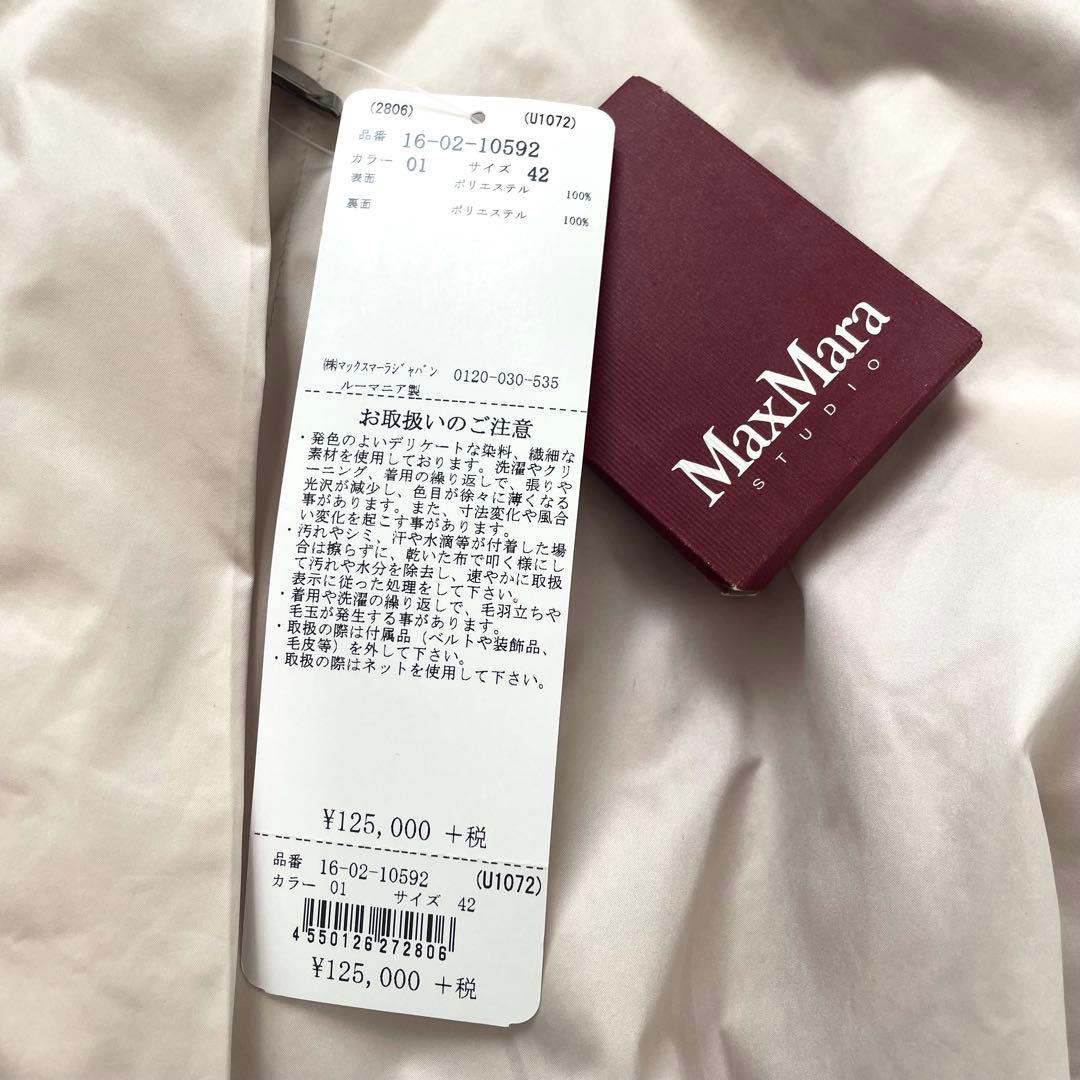 (2806) (U1072)
品番 16-02-10592
カラー 01 サイズ 42
表面 ポリエステル 100%
裏面 ポリエステル 100%
㈱マックスマーラジャパン 0120-030-535
ルーマニア製
お取扱いのご注意
・発色のよいデリケートな染料、繊細な
素材を使用しております。洗濯やクリ
ーニング、着用の繰り返しで、張りや
光沢が減少し、色目が徐々に薄くなる
事があります。また、寸法変化や風合
い変化を起こす事があります。
・汚れやシミ、汗や水滴等が付着した場
合は擦らずに、乾いた布で叩く様にし
て汚れや水分を除去し、速やかに取扱
表示に従った処理をして下さい。
・着用や洗濯の繰り返しで、毛羽立ちや
毛玉が発生する事があります。
・取扱の際は付属品（ベルトや装飾品、
毛皮等）を外して下さい。
・取扱の際はネットを使用して下さい。
¥125,000 +税
品番 16-02-10592 (U1072)
カラー 01 サイズ 42
4550126272806
¥125,000 +税
MaxMara
STUDIO